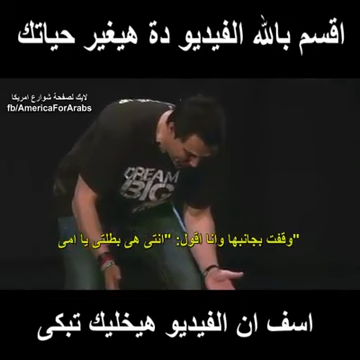 اقسم بالله الفيديو دة هيغير حياتك
لايك لصفحة شوارع امريكا
fb/AmericaForArabs
DREAM
BIG
"وقفت بجانبها وانا اقول: "انتى هى بطلتى يا امى
اسف ان الفيديو هيخليك تبكى